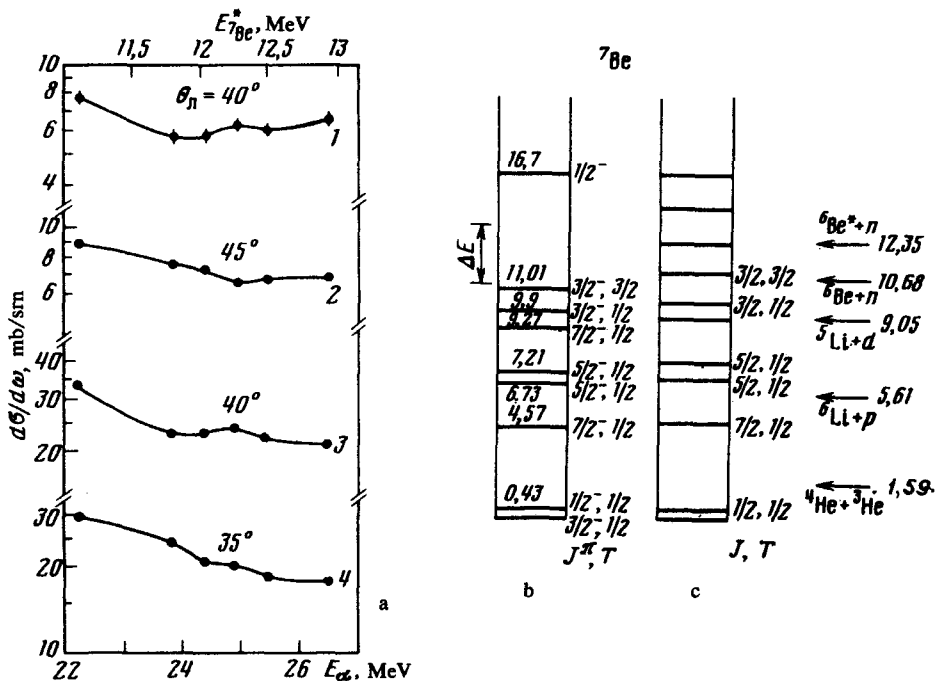 E*₇Be, MeV
11,5 12 12,5 13
10
8
6
4
θл = 40°
1
10
8
6
45°
2
40
30
20
40°
3
30
20
10
35°
4
22 24 26 Eα, MeV
dσ/dω, mb/srn
a
⁷Be
16,7 1/2⁻
ΔE
11,01 3/2⁻, 3/2
9,9 3/2⁻, 1/2
9,27 7/2⁻, 1/2
7,21 5/2⁻, 1/2
6.73 5/2⁻, 1/2
4,57 7/2⁻, 1/2
0,43 1/2⁻, 1/2
3/2⁻, 1/2
J^π, T
b
3/2, 3/2
3/2, 1/2
5/2, 1/2
5/2, 1/2
7/2, 1/2
1/2, 1/2
J, T
c
⁶Be*+n
12,35
10,68
⁶Be+n
9,05
⁵Li+d
5,61
⁶Li+p
1,59
⁴He+³He